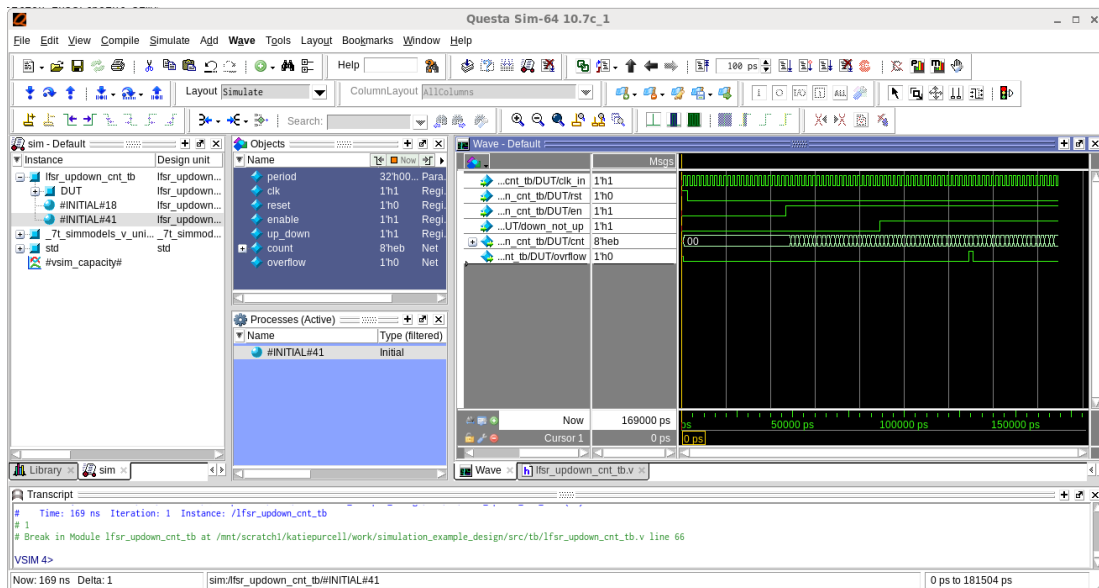 Questa Sim-64 10.7c_1
File Edit View Compile Simulate Add Wave Tools Layout Bookmarks Window Help
Help
100 ps
Layout Simulate
ColumnLayout AllColumns
Search:
sim - Default
Instance Design unit
lfsr_updown_cnt_tb lfsr_updown...
DUT lfsr_updown...
#INITIAL#18 lfsr_updown...
#INITIAL#41 lfsr_updown...
_7t_simmodels_v_uni... _7t_simmod...
std std
#vsim_capacity#
Library sim
Objects
Name Now
period 32'h00... Para.
clk 1'h1 Regi.
reset 1'h0 Regi.
enable 1'h1 Regi.
up_down 1'h1 Regi.
count 8'heb Net
overflow 1'h0 Net
Processes (Active)
Name Type (filtered)
#INITIAL#41 Initial
Wave - Default
Msgs
...cnt_tb/DUT/clk_in 1'h1
...n_cnt_tb/DUT/rst 1'h0
...n_cnt_tb/DUT/en 1'h1
...UT/down_not_up 1'h1
...n_cnt_tb/DUT/cnt 8'heb 00
...nt_tb/DUT/ovrflow 1'h0
Now 169000 ps ps 50000 ps 100000 ps 150000 ps
Cursor 1 0 ps 0 ps
Wave lfsr_updown_cnt_tb.v
Transcript
# Time: 169 ns Iteration: 1 Instance: /lfsr_updown_cnt_tb
# 1
# Break in Module lfsr_updown_cnt_tb at /mnt/scratch1/katiepurcell/work/simulation_example_design/src/tb/lfsr_updown_cnt_tb.v line 66
VSIM 4>
Now: 169 ns Delta: 1 sim:/lfsr_updown_cnt_tb/#INITIAL#41 0 ps to 181504 ps